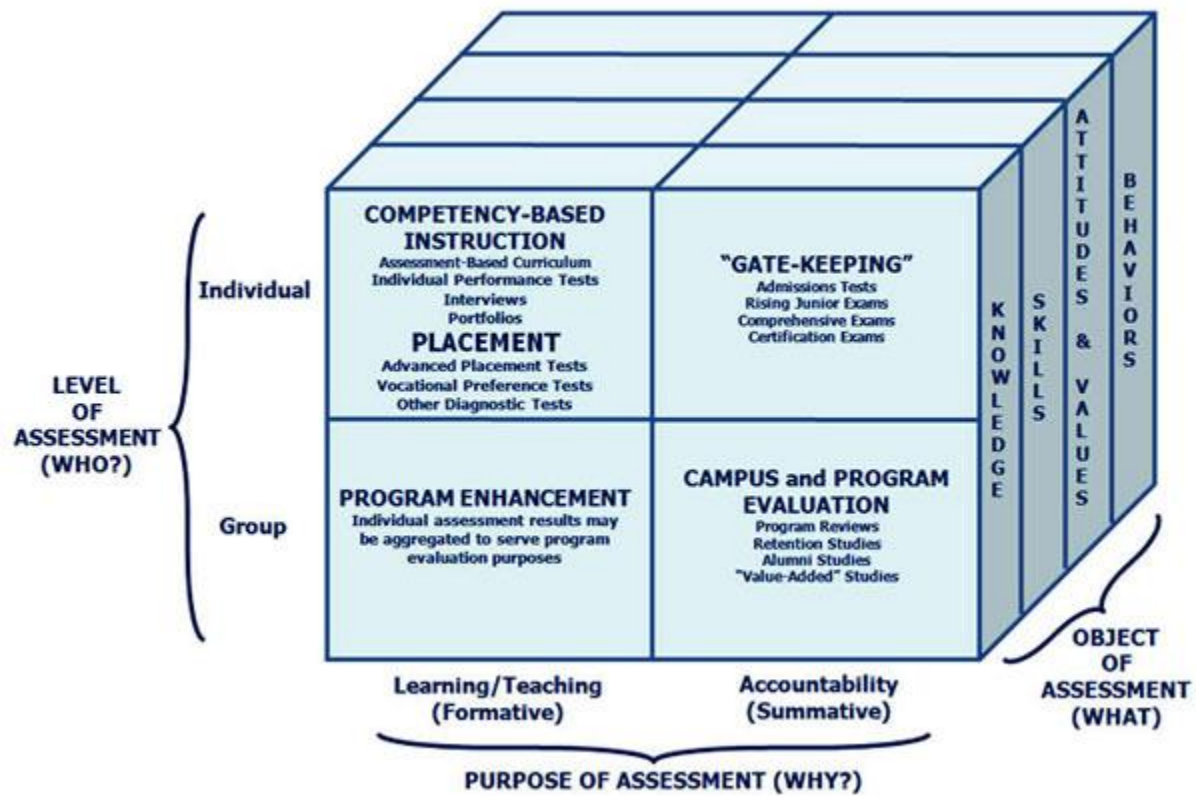 COMPETENCY-BASED
INSTRUCTION
Assessment-Based Curriculum
Individual Performance Tests
Interviews
Portfolios
PLACEMENT
Advanced Placement Tests
Vocational Preference Tests
Other Diagnostic Tests
"GATE-KEEPING"
Admissions Tests
Rising Junior Exams
Comprehensive Exams
Certification Exams
PROGRAM ENHANCEMENT
Individual assessment results may
be aggregated to serve program
evaluation purposes
CAMPUS and PROGRAM
EVALUATION
Program Reviews
Retention Studies
Alumni Studies
"Value-Added" Studies
KNOWLEDGE
SKILLS
ATTITUDES & VALUES
BEHAVIORS
Individual
Group
LEVEL
OF
ASSESSMENT
(WHO?)
Learning/Teaching
(Formative)
Accountability
(Summative)
PURPOSE OF ASSESSMENT (WHY?)
OBJECT
OF
ASSESSMENT
(WHAT)